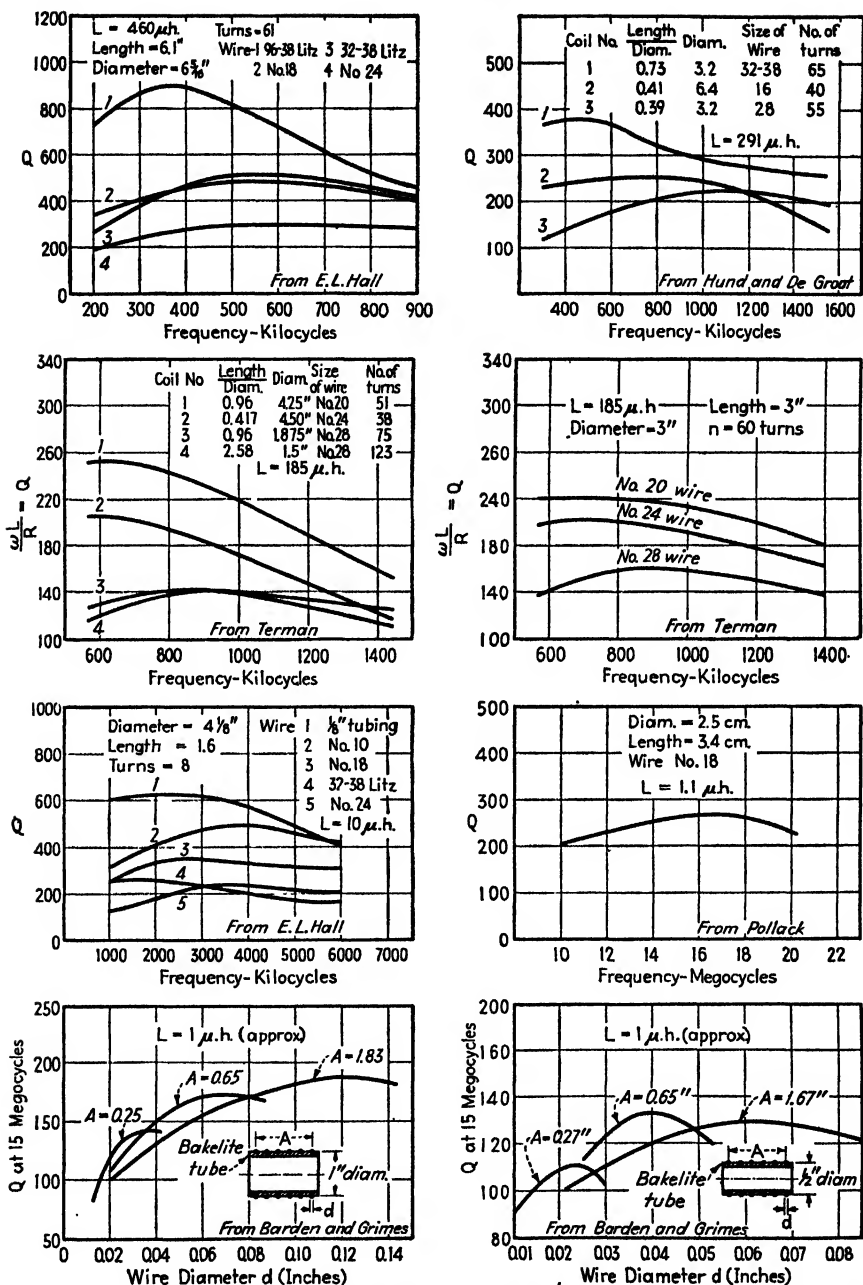 L = 460 μh. Turns = 61
Length = 6.1" Wire-1 96-38 Litz 3 32-38 Litz
Diameter = 6 5/16" 2 No.18 4 No 24
1200
1000
800
600
400
200
0
Q
1
2
3
4
From E.L. Hall
200 300 400 500 600 700 800 900
Frequency-Kilocycles
Coil No. Length/Diam. Diam. Size of Wire No. of turns
1 0.73 3.2 32-38 65
2 0.41 6.4 16 40
3 0.39 3.2 28 55
L = 291 μ.h.
500
400
300
200
100
Q
1
2
3
From Hund and De Groot
400 600 800 1000 1200 1400 1600
Frequency-Kilocycles
Coil No Length/Diam. Diam. Size of wire No. of turns
1 0.96 4.25" No.20 51
2 0.417 4.50" No.24 38
3 0.96 1.875" No.28 75
4 2.58 1.5" No.28 123
L = 185 μ.h.
340
300
260
220
180
140
100
ωL/R = Q
1
2
3
4
From Terman
600 800 1000 1200 1400
Frequency-Kilocycles
L = 185 μ.h Length = 3"
Diameter = 3" n = 60 turns
340
300
260
240
180
140
100
ωL/R = Q
No. 20 wire
No. 24 wire
No. 28 wire
From Terman
600 800 1000 1200 1400
Frequency-Kilocycles
Diameter = 4 1/8" Wire 1 1/8" tubing
Length = 1.6 2 No.10
Turns = 8 3 No.18
4 32-38 Litz
5 No.24
L = 10 μ.h.
1000
800
600
400
200
0
Q
1
2
3
4
5
From E.L. Hall
1000 2000 3000 4000 5000 6000 7000
Frequency-Kilocycles
Diam. = 2.5 cm.
Length = 3.4 cm.
Wire No. 18
L = 1.1 μ.h.
500
400
300
200
100
0
Q
From Pollack
10 12 14 16 18 20 22
Frequency-Megacycles
L = 1 μ.h. (approx)
250
200
150
100
50
Q at 15 Megacycles
A = 0.25
A = 0.65
A = 1.83
Bakelite tube
A
1" diam.
d
From Barden and Grimes
0 0.02 0.04 0.06 0.08 0.10 0.12 0.14
Wire Diameter d (Inches)
L = 1 μ.h. (approx)
200
180
160
140
120
100
80
Q at 15 Megacycles
A = 0.27"
A = 0.65"
A = 1.67"
Bakelite tube
A
1/2" diam
d
From Barden and Grimes
0.01 0.02 0.03 0.04 0.05 0.06 0.07 0.08
Wire Diameter d (Inches)